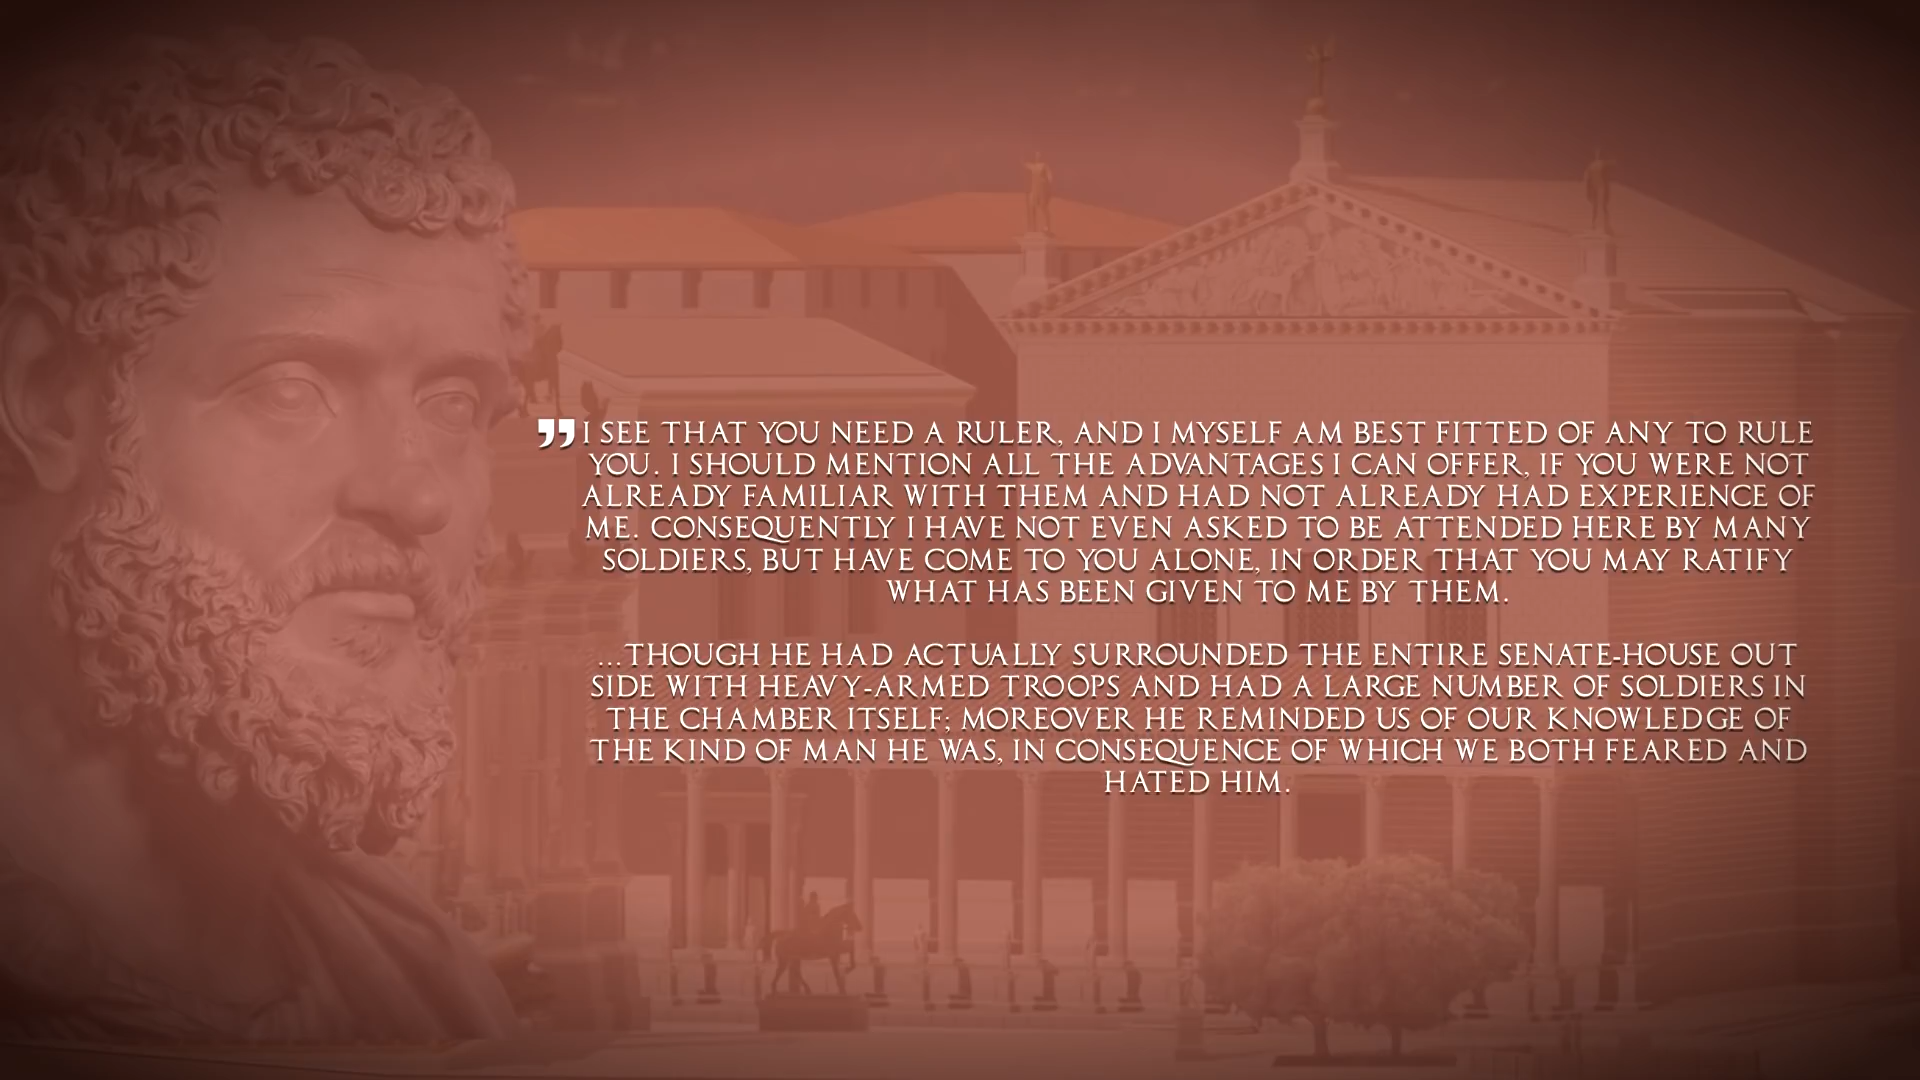 ”I SEE THAT YOU NEED A RULER, AND I MYSELF AM BEST FITTED OF ANY TO RULE
YOU. I SHOULD MENTION ALL THE ADVANTAGES I CAN OFFER, IF YOU WERE NOT
ALREADY FAMILIAR WITH THEM AND HAD NOT ALREADY HAD EXPERIENCE OF
ME. CONSEQUENTLY I HAVE NOT EVEN ASKED TO BE ATTENDED HERE BY MANY
SOLDIERS, BUT HAVE COME TO YOU ALONE, IN ORDER THAT YOU MAY RATIFY
WHAT HAS BEEN GIVEN TO ME BY THEM.
...THOUGH HE HAD ACTUALLY SURROUNDED THE ENTIRE SENATE-HOUSE OUT
SIDE WITH HEAVY-ARMED TROOPS AND HAD A LARGE NUMBER OF SOLDIERS IN
THE CHAMBER ITSELF; MOREOVER HE REMINDED US OF OUR KNOWLEDGE OF
THE KIND OF MAN HE WAS, IN CONSEQUENCE OF WHICH WE BOTH FEARED AND
HATED HIM.